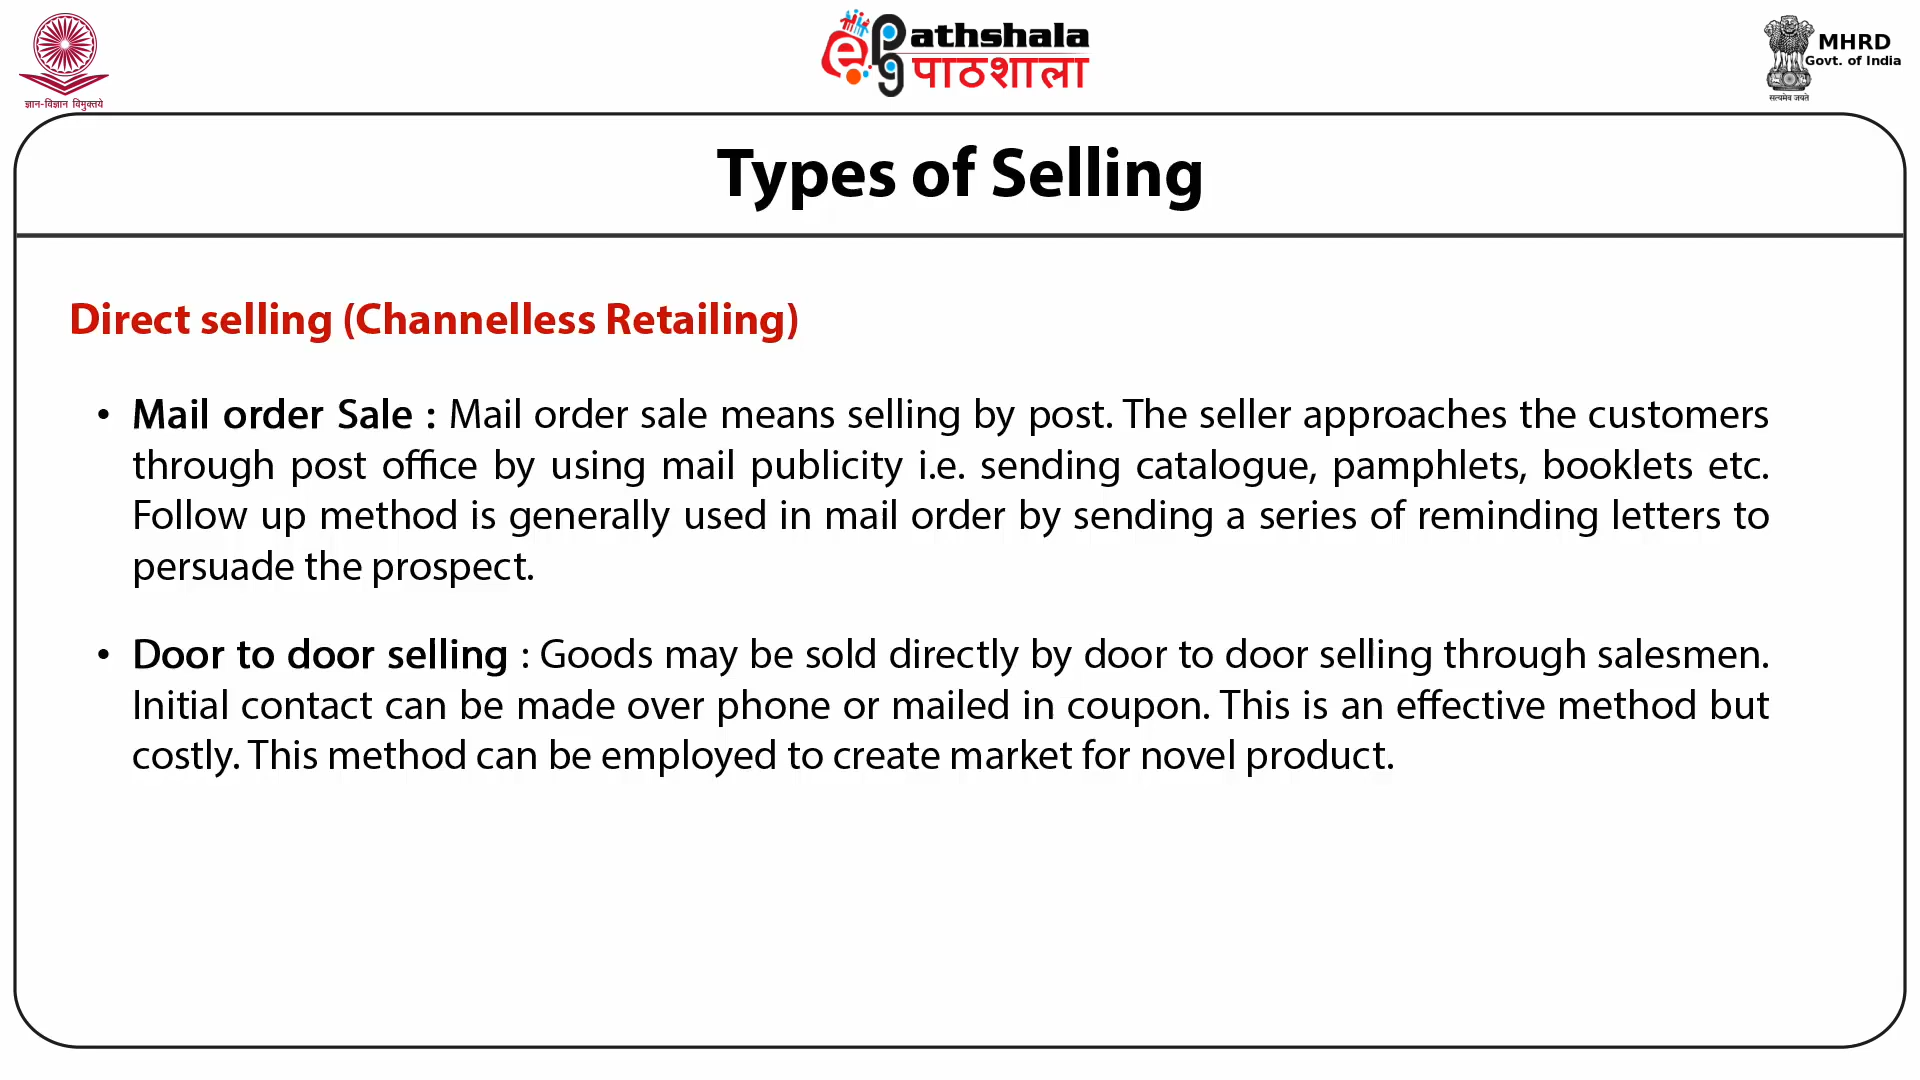 ज्ञान-विज्ञान विमुक्तये
ePathshala
पाठशाला
MHRD
Govt. of India
सत्यमेव जयते
Types of Selling
Direct selling (Channelless Retailing)
• Mail order Sale : Mail order sale means selling by post. The seller approaches the customers
through post office by using mail publicity i.e. sending catalogue, pamphlets, booklets etc.
Follow up method is generally used in mail order by sending a series of reminding letters to
persuade the prospect.
• Door to door selling : Goods may be sold directly by door to door selling through salesmen.
Initial contact can be made over phone or mailed in coupon. This is an effective method but
costly. This method can be employed to create market for novel product.